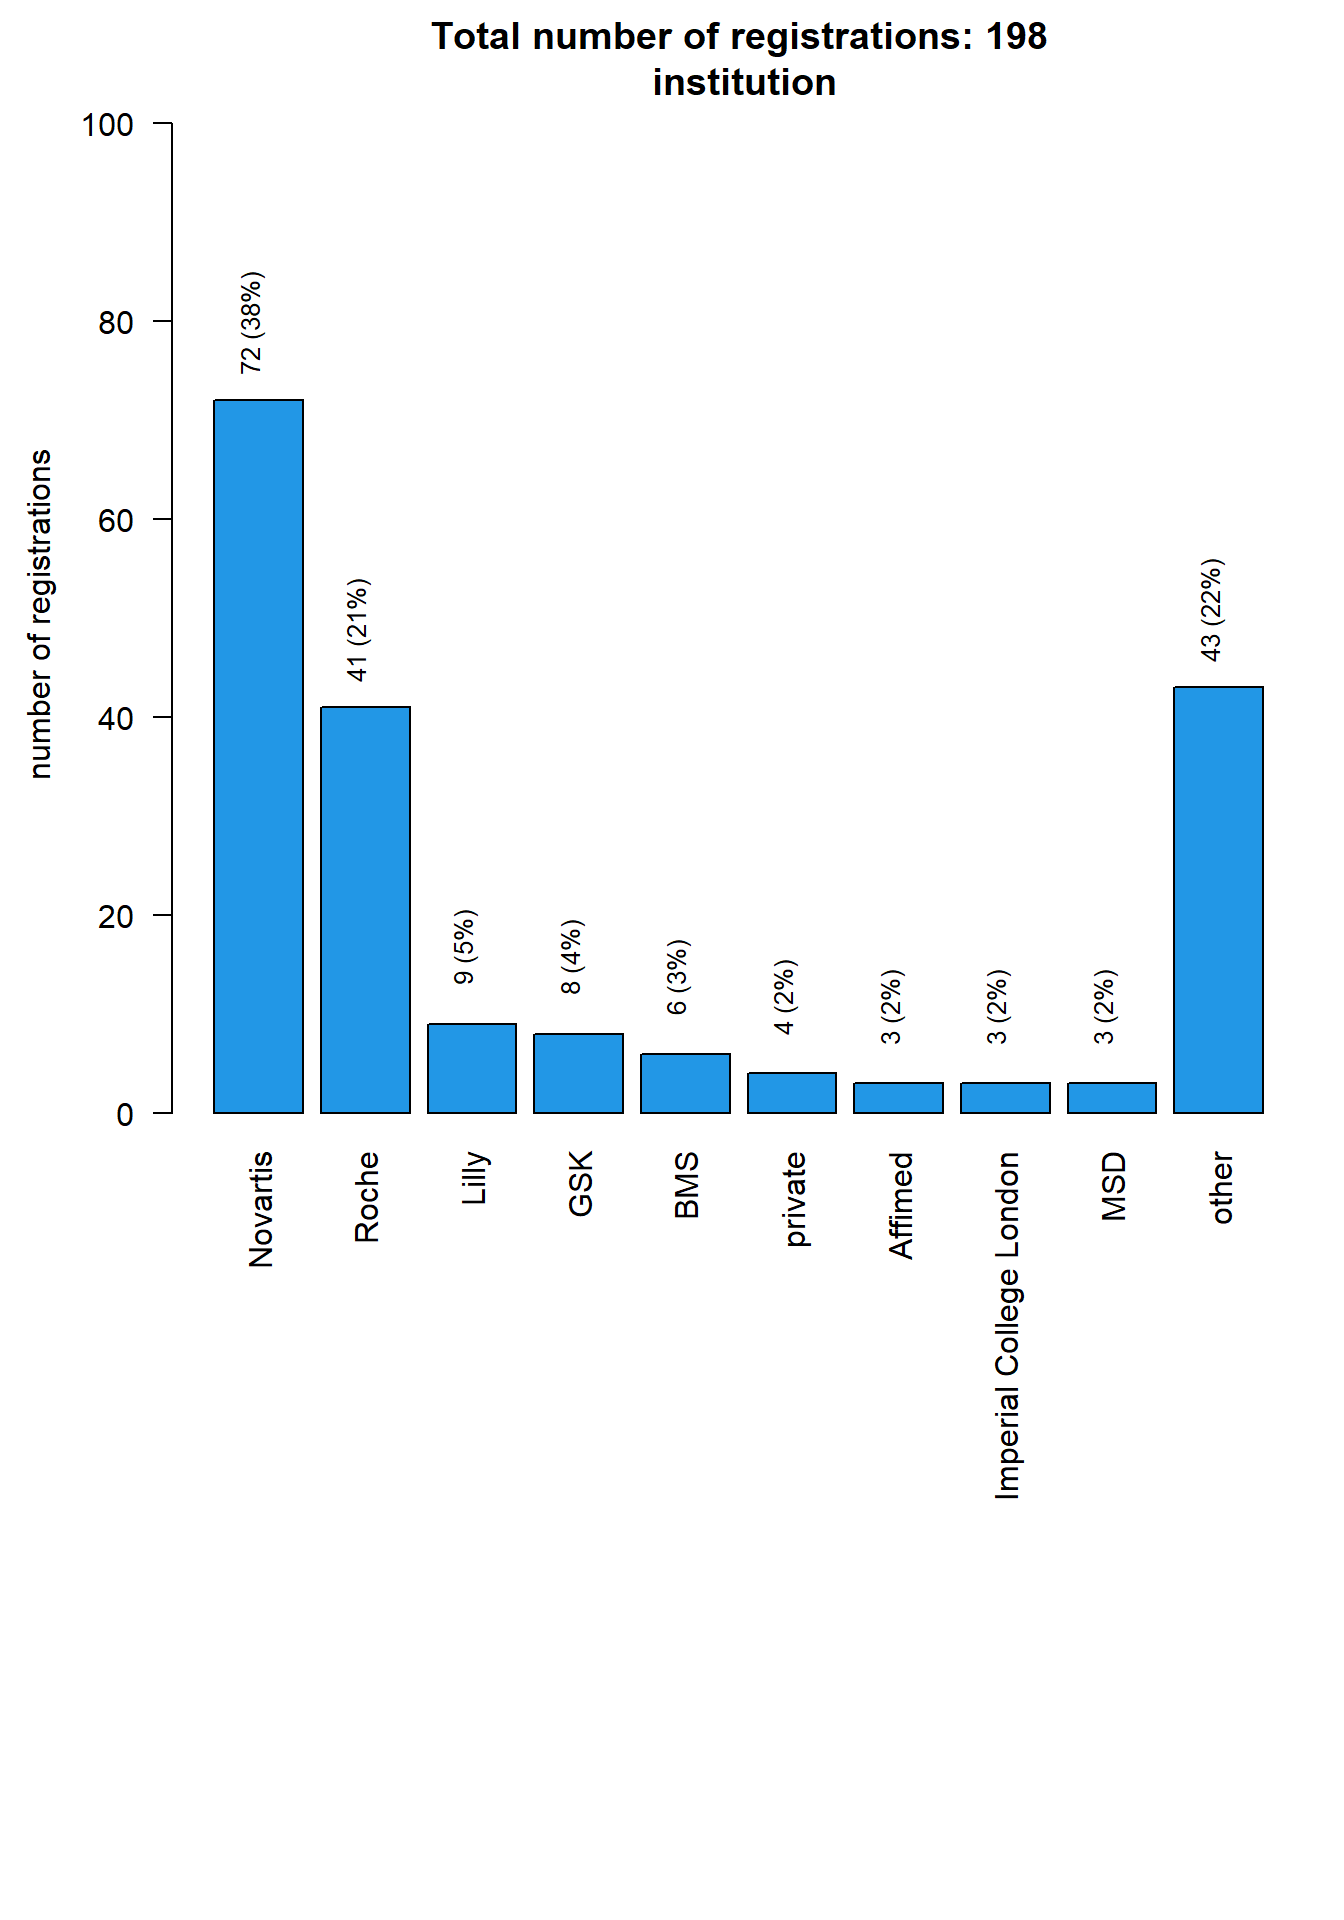 Total number of registrations: 198
institution
number of registrations
100
80
60
40
20
0
72 (38%)
41 (21%)
9 (5%)
8 (4%)
6 (3%)
4 (2%)
3 (2%)
3 (2%)
3 (2%)
43 (22%)
Novartis
Roche
Lilly
GSK
BMS
private
Affimed
Imperial College London
MSD
other